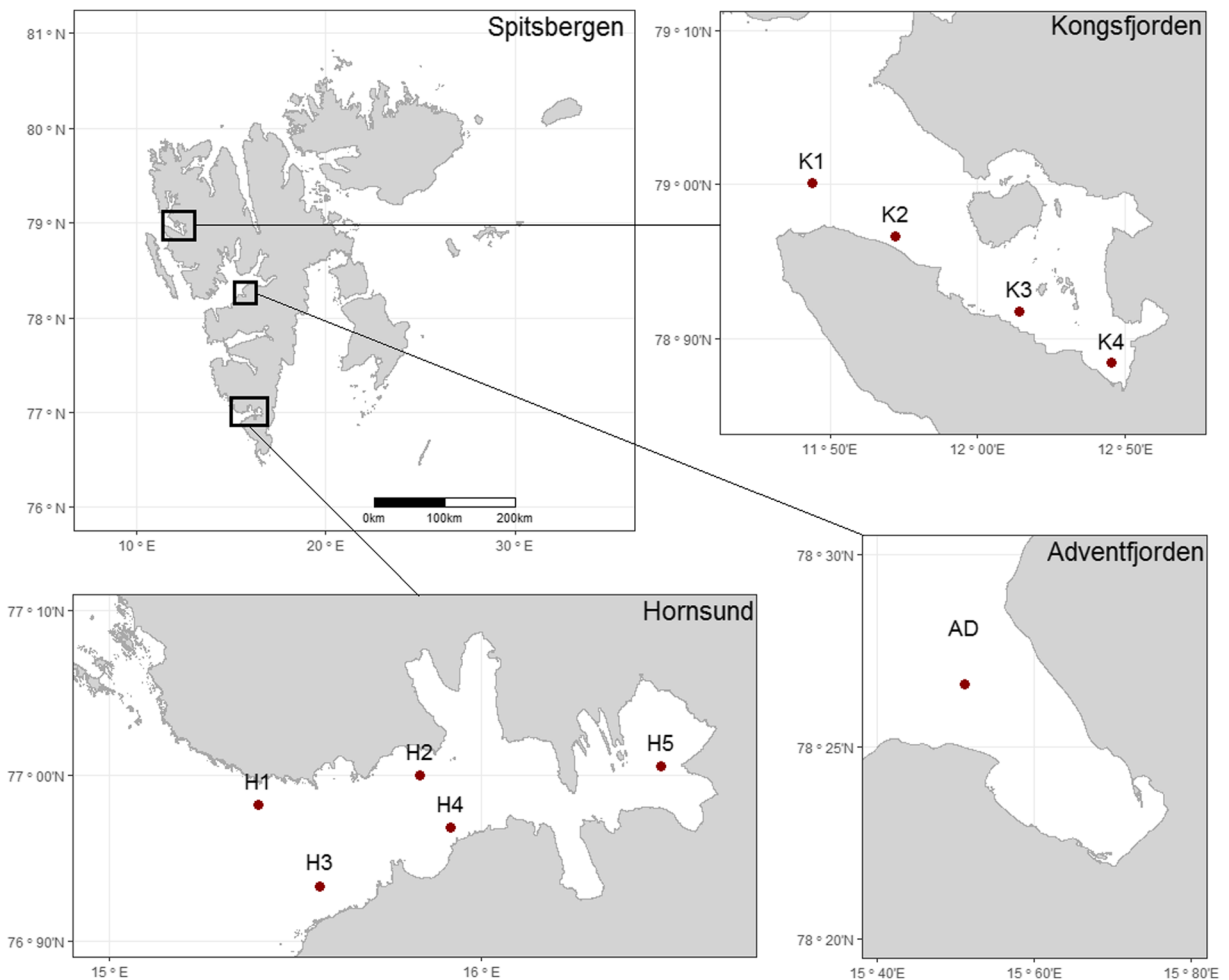 Spitsbergen
81 ° N
80 ° N
79 ° N
78 ° N
77 ° N
76 ° N
10 ° E
20 ° E
30 ° E
0km
100km
200km
Kongsfjorden
79 ° 10'N
79 ° 00'N
78 ° 90'N
K1
K2
K3
K4
11 ° 50'E
12 ° 00'E
12 ° 50'E
Hornsund
77 ° 10'N
77 ° 00'N
76 ° 90'N
H1
H2
H3
H4
H5
15 ° E
16 ° E
Adventfjorden
78 ° 30'N
78 ° 25'N
78 ° 20'N
AD
15 ° 40'E
15 ° 60'E
15 ° 80'E